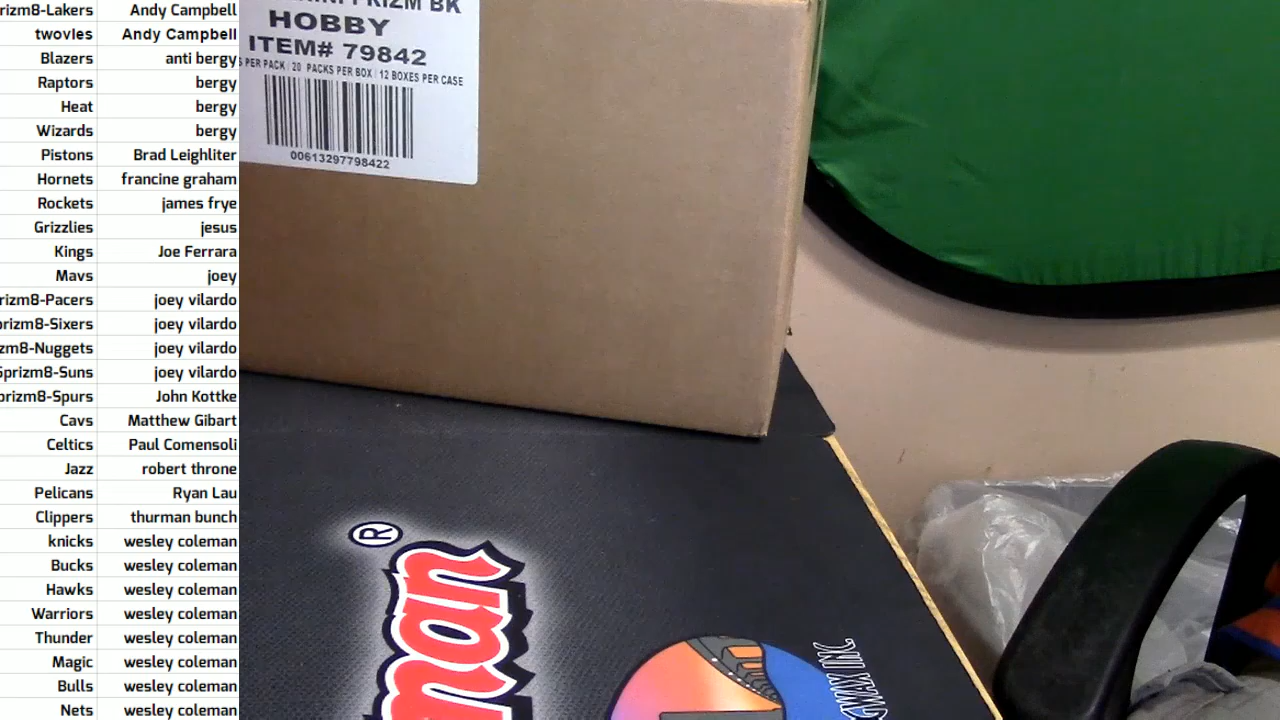 rizm8-Lakers Andy Campbell
twovles Andy Campbell
Blazers anti bergy
Raptors bergy
Heat bergy
Wizards bergy
Pistons Brad Leighliter
Hornets francine graham
Rockets james frye
Grizzlies jesus
Kings Joe Ferrara
Mavs joey
rizm8-Pacers joey vilardo
prizm8-Sixers joey vilardo
zm8-Nuggets joey vilardo
prizm8-Suns joey vilardo
prizm8-Spurs John Kottke
Cavs Matthew Gibart
Celtics Paul Comensoli
Jazz robert throne
Pelicans Ryan Lau
Clippers thurman bunch
knicks wesley coleman
Bucks wesley coleman
Hawks wesley coleman
Warriors wesley coleman
Thunder wesley coleman
Magic wesley coleman
Bulls wesley coleman
Nets wesley coleman
PRIZM BK
HOBBY
ITEM# 79842
S PER PACK | 20 PACKS PER BOX | 12 BOXES PER CASE
00613297798422
man®
GWAX INC